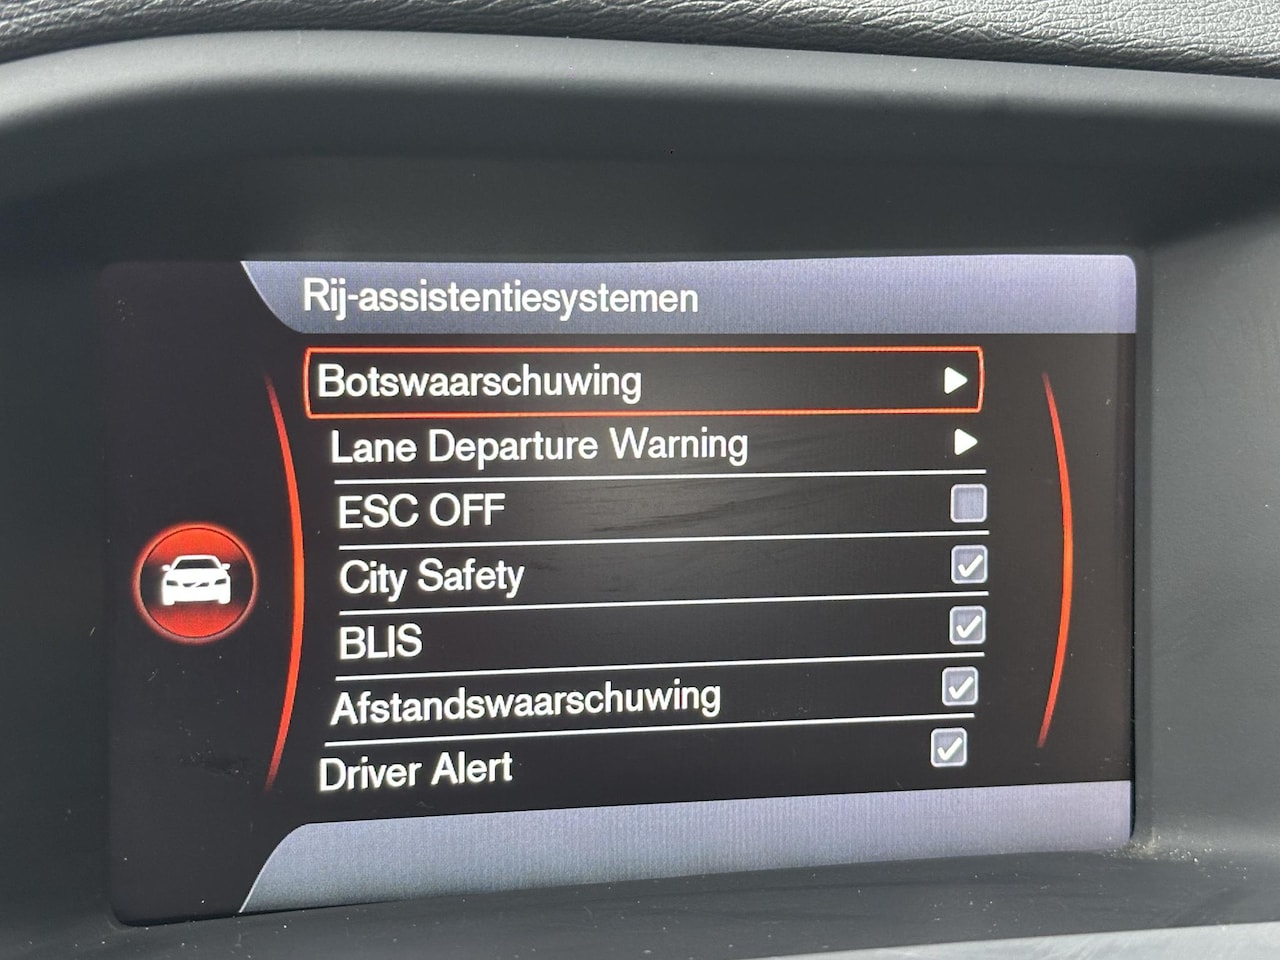 Rij-assistentiesystemen
Botswaarschuwing
Lane Departure Warning
ESC OFF
City Safety
BLIS
Afstandswaarschuwing
Driver Alert